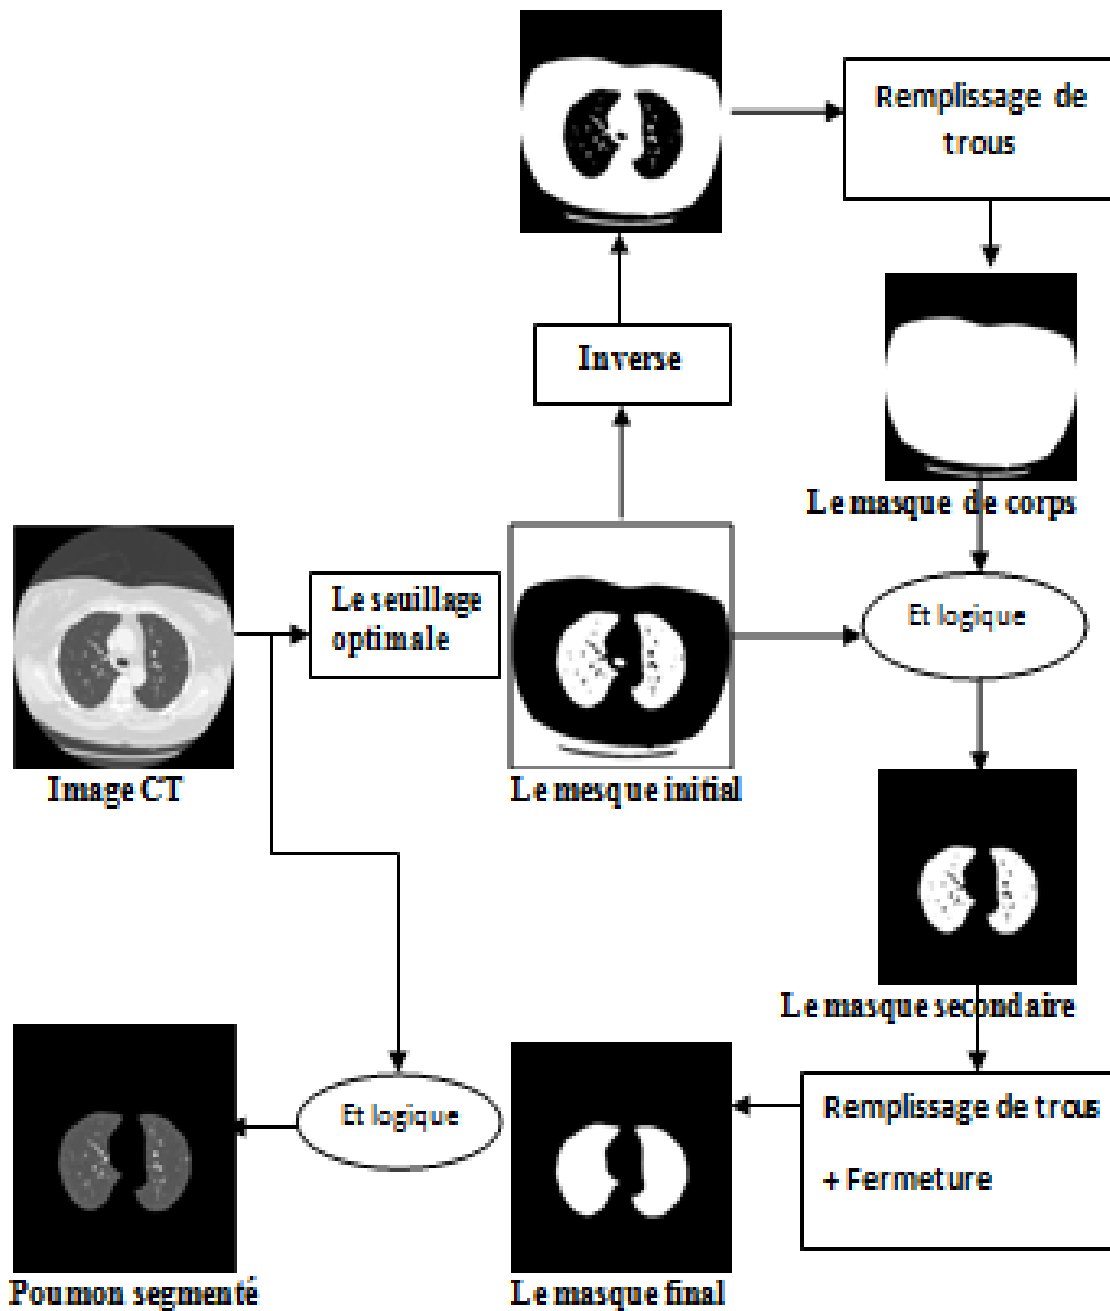 Remplissage de
trous
Inverse
Le masque de corps
Le seuillage
optimale
Et logique
Image CT
Le mesque initial
Le masque secondaire
Et logique
Remplissage de trous
+ Fermeture
Poumon segmenté
Le masque final